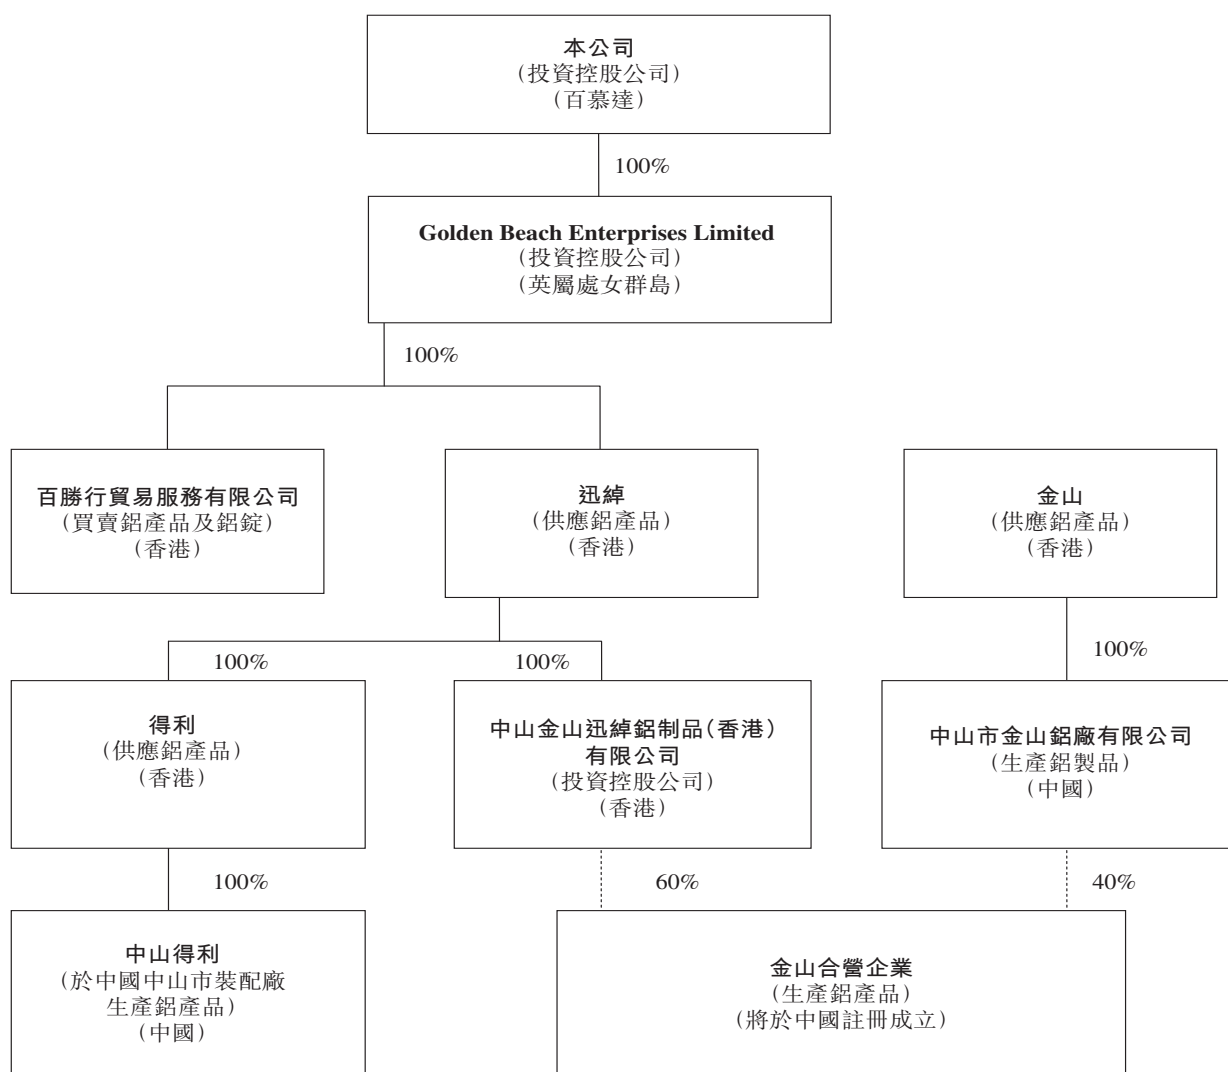 本公司
(投資控股公司)
(百慕達)
100%
Golden Beach Enterprises Limited
(投資控股公司)
(英屬處女群島)
100%
百勝行貿易服務有限公司
(買賣鋁產品及鋁錠)
(香港)
迅綽
(供應鋁產品)
(香港)
金山
(供應鋁產品)
(香港)
100%
100%
100%
得利
(供應鋁產品)
(香港)
中山金山迅綽鋁制品(香港)
有限公司
(投資控股公司)
(香港)
中山市金山鋁廠有限公司
(生產鋁製品)
(中國)
100%
60%
40%
中山得利
(於中國中山市裝配廠
生產鋁產品)
(中國)
金山合營企業
(生產鋁產品)
(將於中國註冊成立)